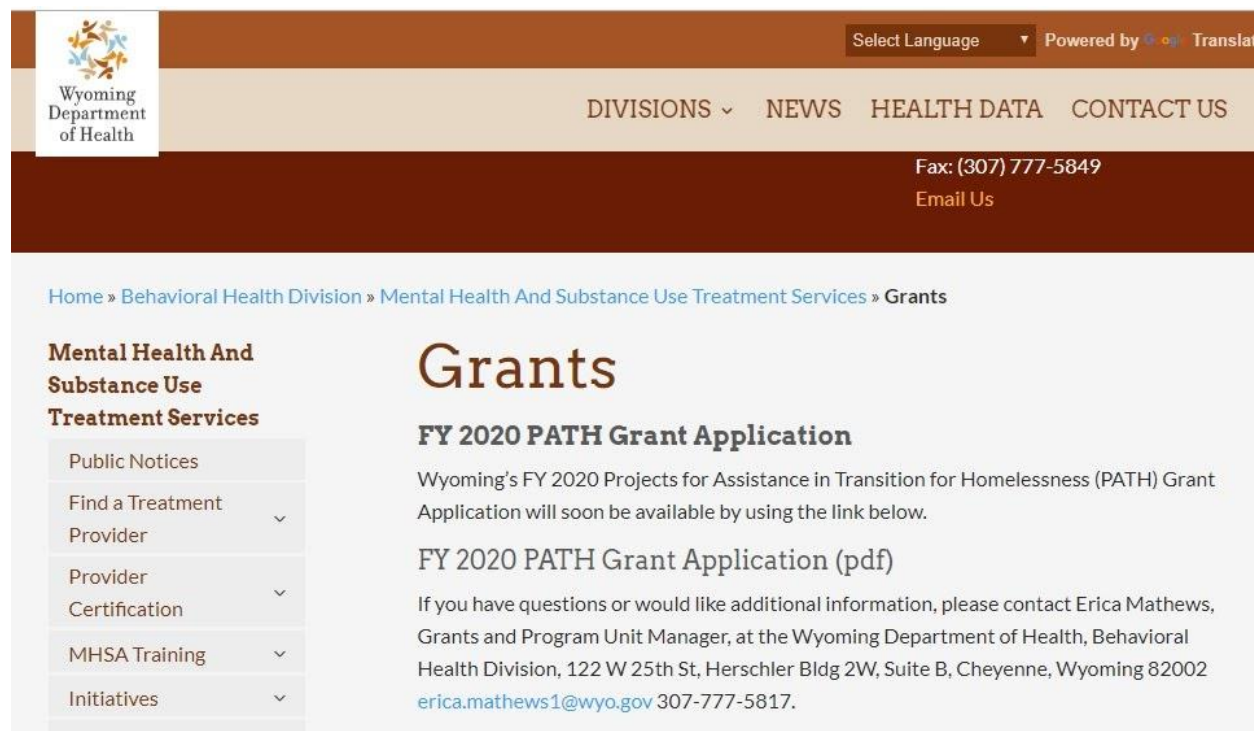 Select Language Powered by Google Translat
Wyoming
Department
of Health
DIVISIONS NEWS HEALTH DATA CONTACT US
Fax: (307) 777-5849
Email Us
Home » Behavioral Health Division » Mental Health And Substance Use Treatment Services » Grants
Mental Health And
Substance Use
Treatment Services
Public Notices
Find a Treatment
Provider
Provider
Certification
MHSA Training
Initiatives
Grants
FY 2020 PATH Grant Application
Wyoming's FY 2020 Projects for Assistance in Transition for Homelessness (PATH) Grant
Application will soon be available by using the link below.
FY 2020 PATH Grant Application (pdf)
If you have questions or would like additional information, please contact Erica Mathews,
Grants and Program Unit Manager, at the Wyoming Department of Health, Behavioral
Health Division, 122 W 25th St, Herschler Bldg 2W, Suite B, Cheyenne, Wyoming 82002
erica.mathews1@wyo.gov 307-777-5817.